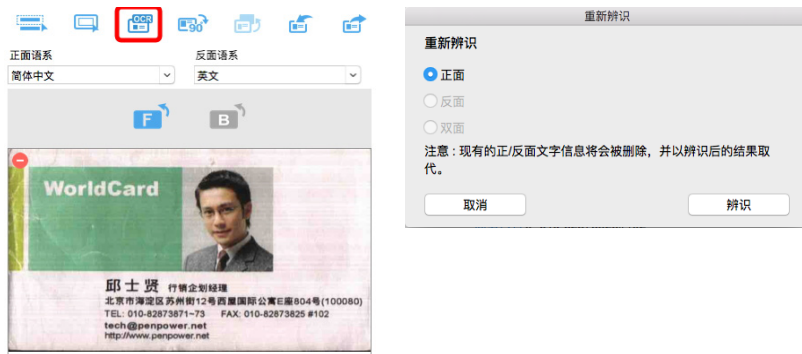 OCR
90°
正面语系
反面语系
简体中文
英文
F
B
WorldCard
邱士贤 行销企划经理
北京市海淀区苏州街12号西屋国际公寓E座804号(100080)
TEL: 010-82873871~73 FAX: 010-82873825 #102
tech@penpower.net
http://www.penpower.net
重新辨识
重新辨识
正面
反面
双面
注意：现有的正/反面文字信息将会被删除，并以辨识后的结果取
代。
取消
辨识